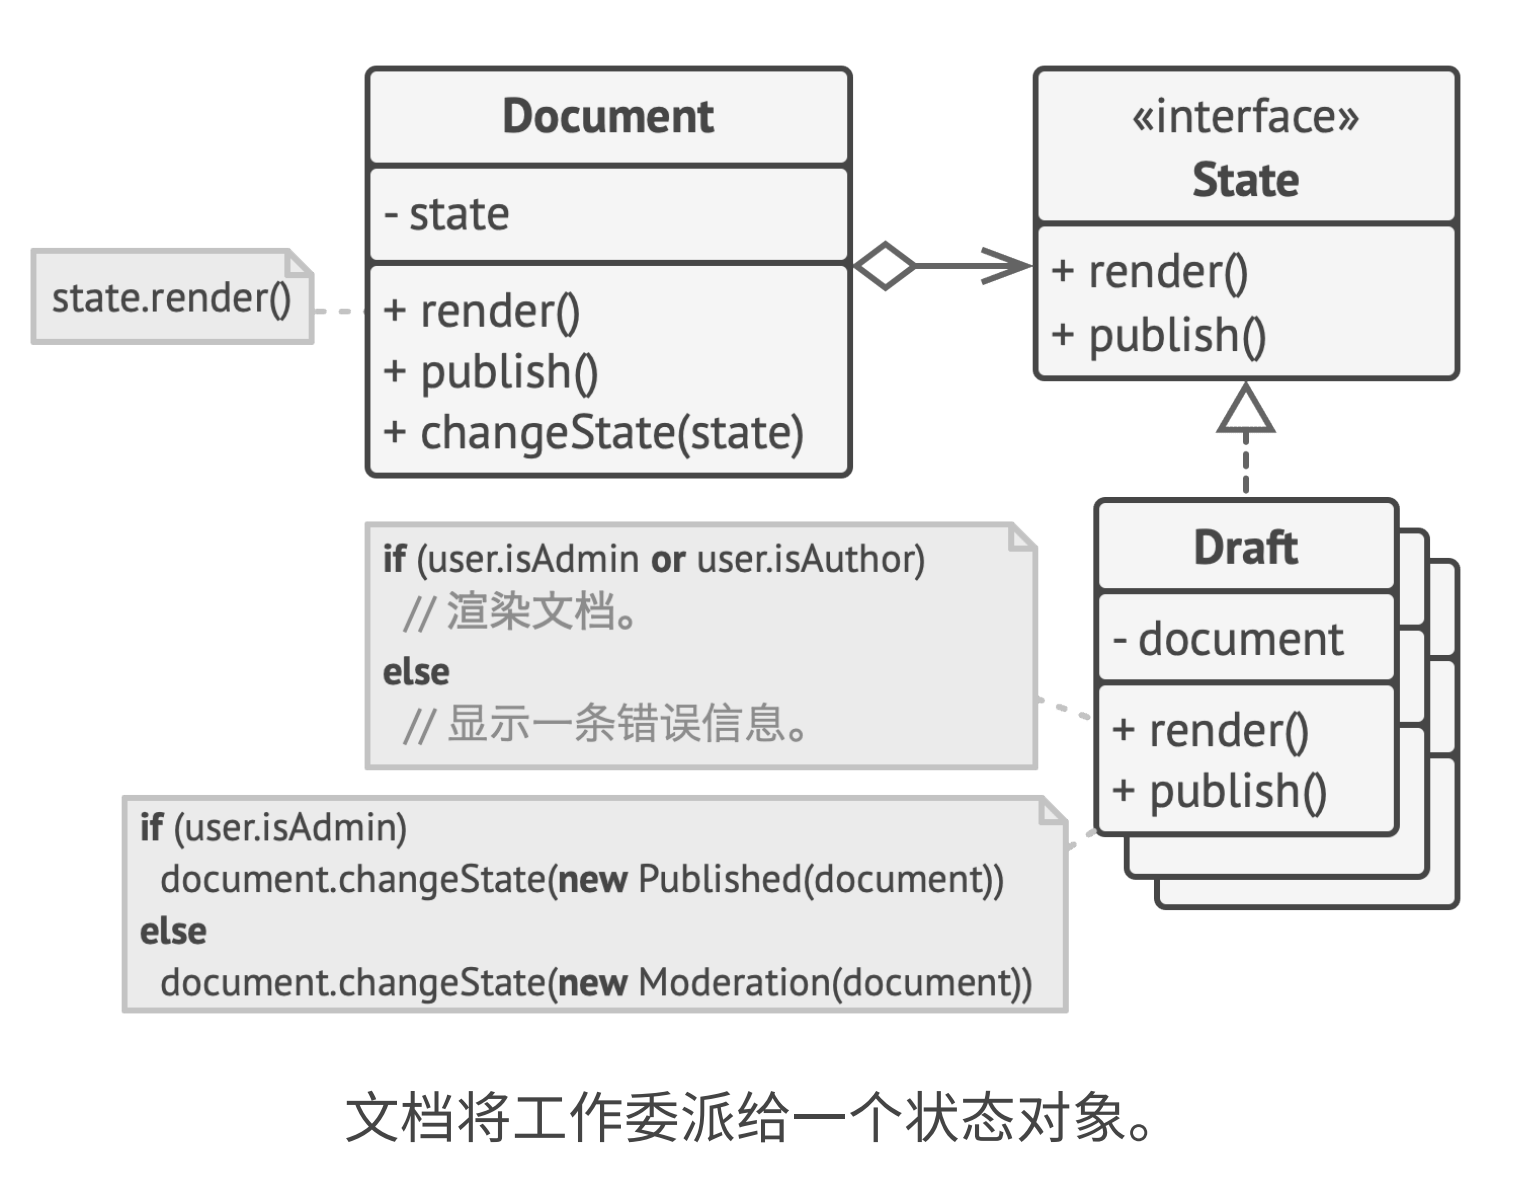 Document
- state
+ render()
+ publish()
+ changeState(state)
«interface»
State
+ render()
+ publish()
state.render()
Draft
- document
+ render()
+ publish()
if (user.isAdmin or user.isAuthor)
// 渲染文档。
else
// 显示一条错误信息。
if (user.isAdmin)
document.changeState(new Published(document))
else
document.changeState(new Moderation(document))
文档将工作委派给一个状态对象。